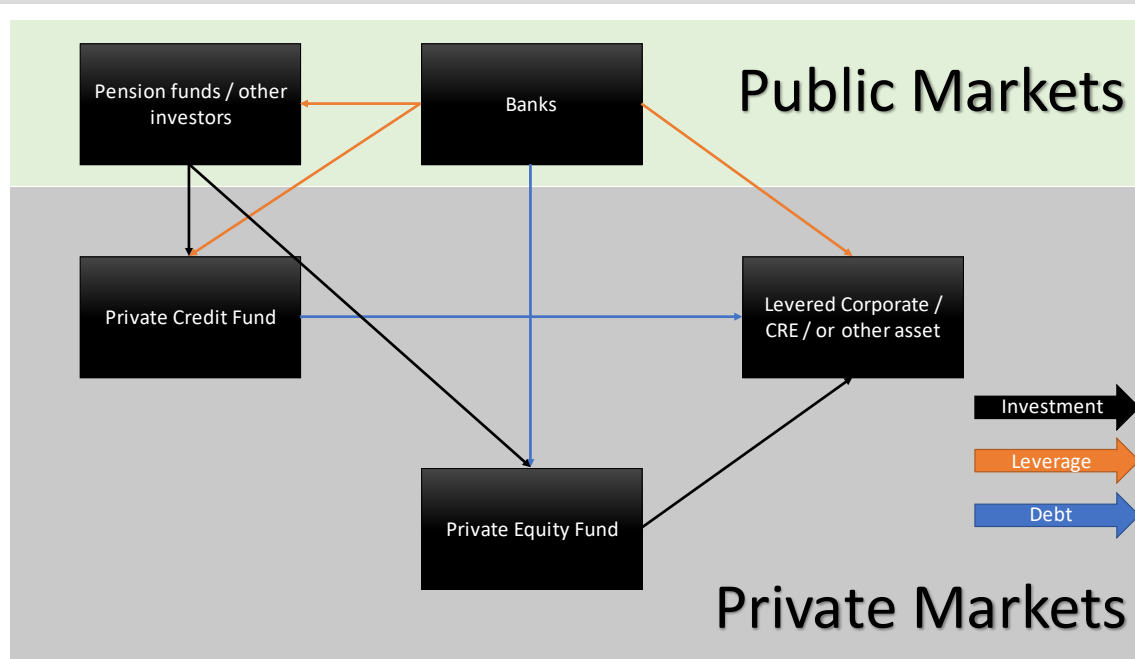 Public Markets
Pension funds / other
investors
Banks
Private Credit Fund
Levered Corporate /
CRE / or other asset
Investment
Leverage
Debt
Private Equity Fund
Private Markets